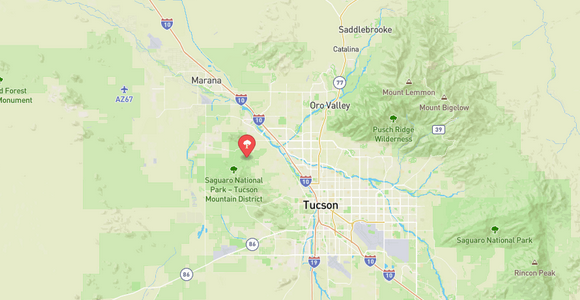 10
Saddlebrooke
Catalina
Marana
77
d Forest
onument
AZ67
10
Oro Valley
Mount Lemmon
Mount Bigelow
10
Pusch Ridge
Wilderness
39
Saguaro National
Park – Tucson
Mountain District
10
Tucson
86
Saguaro National Park
86
19
10
10
Rincon Peak